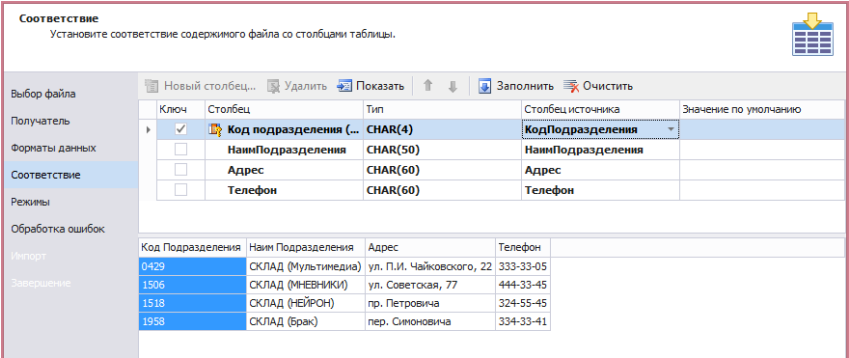 Соответствие
Установите соответствие содержимого файла со столбцами таблицы.
Выбор файла
Получатель
Форматы данных
Соответствие
Режимы
Обработка ошибок
Импорт
Завершение
Новый столбец... Удалить Показать Заполнить Очистить
Ключ Столбец Тип Столбец источника Значение по умолчанию
Код подразделения (... CHAR(4) КодПодразделения
НаимПодразделения CHAR(50) НаимПодразделения
Адрес CHAR(60) Адрес
Телефон CHAR(60) Телефон
Код Подразделения Наим Подразделения Адрес Телефон
0429 СКЛАД (Мультимедиа) ул. П.И. Чайковского, 22 333-33-05
1506 СКЛАД (МНЕВНИКИ) ул. Советская, 77 444-33-45
1518 СКЛАД (НЕЙРОН) пр. Петровича 324-55-45
1958 СКЛАД (Брак) пер. Симоновича 334-33-41